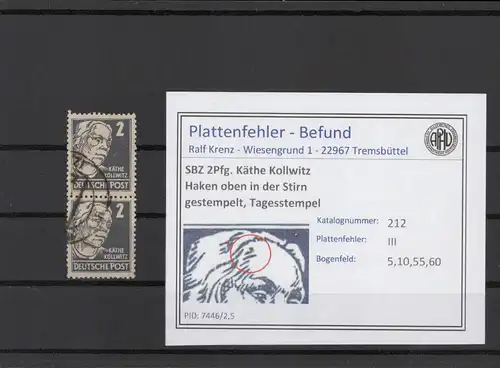 2
KÄTHE
KOLLWITZ
DEUTSCHE POST
2
KÄTHE
KOLLWITZ
DEUTSCHE POST
Plattenfehler - Befund
Ralf Krenz - Wiesengrund 1 - 22967 Tremsbüttel
SBZ 2Pfg. Käthe Kollwitz
Haken oben in der Stirn
gestempelt, Tagesstempel
Katalognummer: 212
Plattenfehler: III
Bogenfeld: 5,10,55,60
PID: 7446/2,5